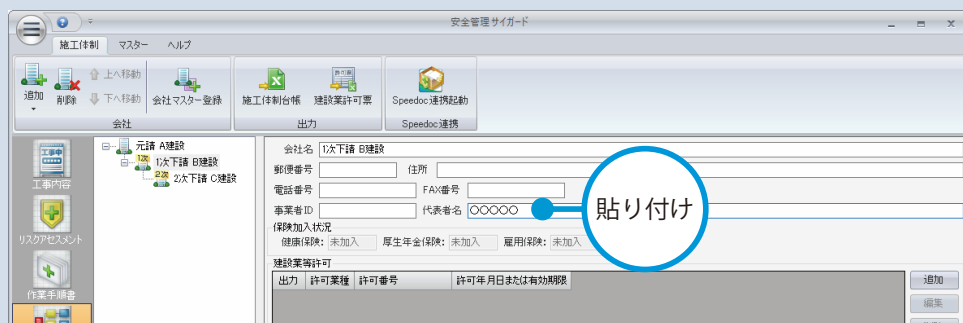 安全管理サイガード
施工体制 マスター ヘルプ
追加 削除 上へ移動 下へ移動 会社マスター登録 施工体制台帳 建設業許可票 Speedoc連携起動
会社 出力 Speedoc連携
工事中
工事内容
リスクアセスメント
作業手順書
元請 A建設
1次 1次下請 B建設
2次 2次下請 C建設
会社名 1次下請 B建設
郵便番号 住所
電話番号 FAX番号
事業者ID 代表者名 〇〇〇〇〇
貼り付け
保険加入状況
健康保険: 未加入 厚生年金保険: 未加入 雇用保険: 未加入
建設業等許可
出力 許可業種 許可番号 許可年月日または有効期限
追加
編集